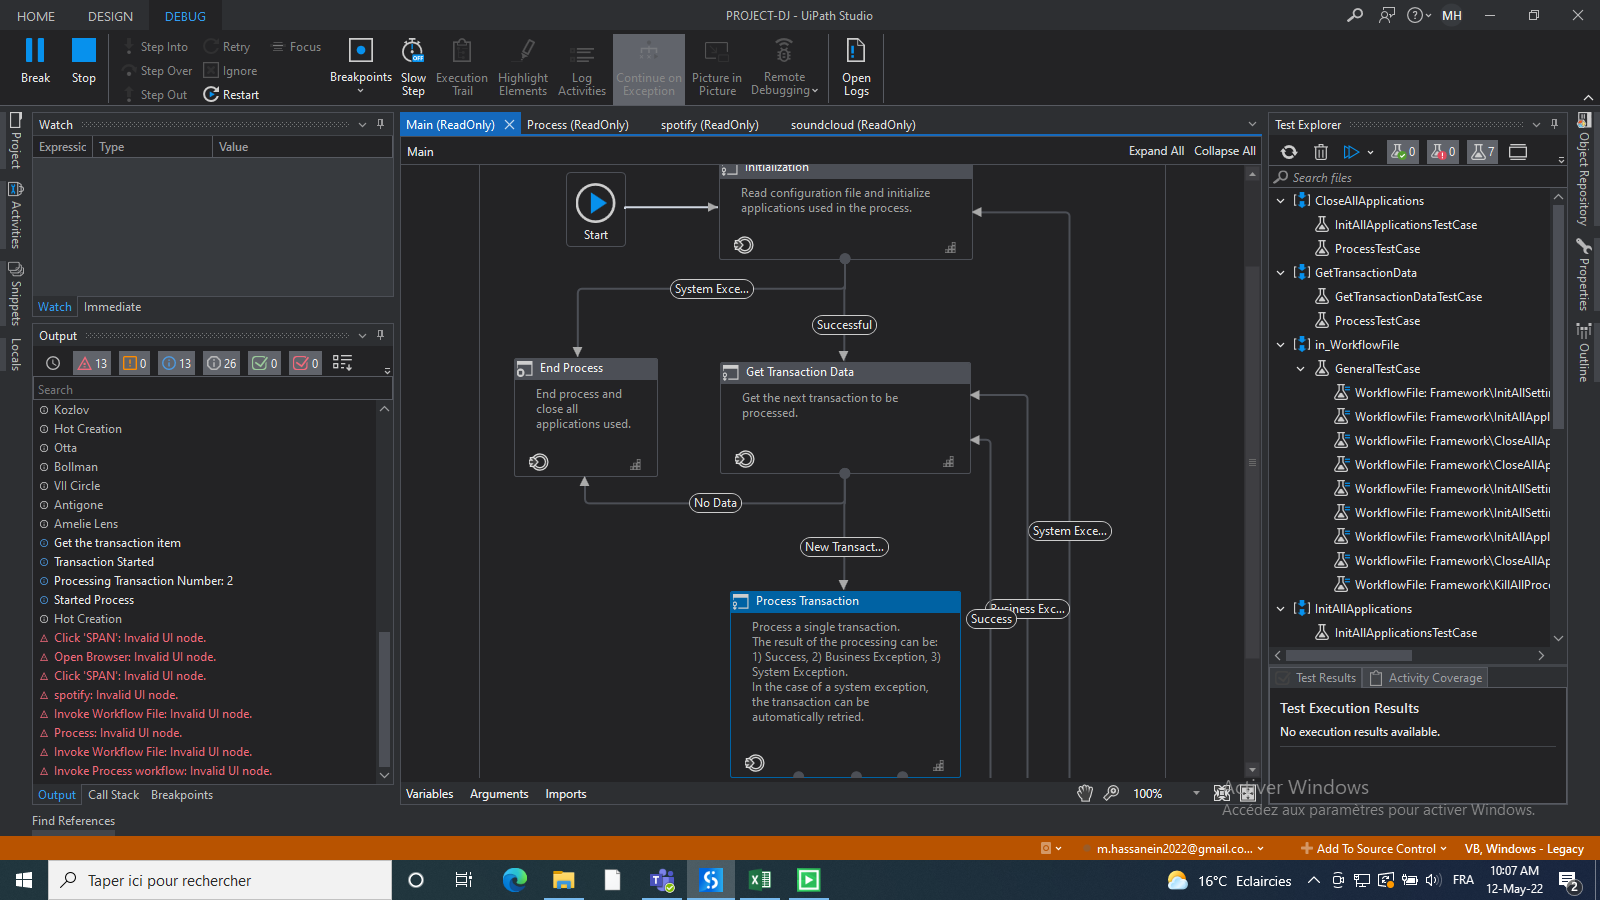 HOME
DESIGN
DEBUG
PROJECT-DJ - UiPath Studio
MH
Break
Stop
Step Into
Step Over
Step Out
Retry
Ignore
Restart
Focus
Breakpoints
Slow Step
OFF
Execution Trail
Highlight Elements
Log Activities
Continue on Exception
Picture in Picture
Remote Debugging
Open Logs
Project
Activities
Snippets
Locals
Watch
Expressic
Type
Value
Watch
Immediate
Output
13
0
13
26
0
0
Search
Kozlov
Hot Creation
Otta
Bollman
VII Circle
Antigone
Amelie Lens
Get the transaction item
Transaction Started
Processing Transaction Number: 2
Started Process
Hot Creation
Click 'SPAN': Invalid UI node.
Open Browser: Invalid UI node.
Click 'SPAN': Invalid UI node.
spotify: Invalid UI node.
Invoke Workflow File: Invalid UI node.
Process: Invalid UI node.
Invoke Workflow File: Invalid UI node.
Invoke Process workflow: Invalid UI node.
Output
Call Stack
Breakpoints
Find References
Main (ReadOnly)
Process (ReadOnly)
spotify (ReadOnly)
soundcloud (ReadOnly)
Main
Expand All
Collapse All
Start
Initialization
Read configuration file and initialize
applications used in the process.
System Exce...
Successful
End Process
End process and
close all
applications used.
Get Transaction Data
Get the next transaction to be
processed.
No Data
New Transact...
System Exce...
Business Exc...
Success
Process Transaction
Process a single transaction.
The result of the processing can be:
1) Success, 2) Business Exception, 3)
System Exception.
In the case of a system exception,
the transaction can be
automatically retried.
Variables
Arguments
Imports
100%
Test Explorer
0
0
7
Search files
CloseAllApplications
InitAllApplicationsTestCase
ProcessTestCase
GetTransactionData
GetTransactionDataTestCase
ProcessTestCase
in_WorkflowFile
GeneralTestCase
WorkflowFile: Framework\InitAllSetti
WorkflowFile: Framework\InitAllAppl
WorkflowFile: Framework\CloseAllAp
WorkflowFile: Framework\CloseAllAp
WorkflowFile: Framework\InitAllSetti
WorkflowFile: Framework\InitAllSetti
WorkflowFile: Framework\InitAllAppl
WorkflowFile: Framework\CloseAllAp
WorkflowFile: Framework\KillAllProce
InitAllApplications
InitAllApplicationsTestCase
Test Results
Activity Coverage
Test Execution Results
No execution results available.
Object Repository
Properties
Outline
Activer Windows
Accédez aux paramètres pour activer Windows.
m.hassanein2022@gmail.co...
Add To Source Control
VB, Windows - Legacy
Taper ici pour rechercher
16°C Eclaircies
FRA
10:07 AM
12-May-22
2